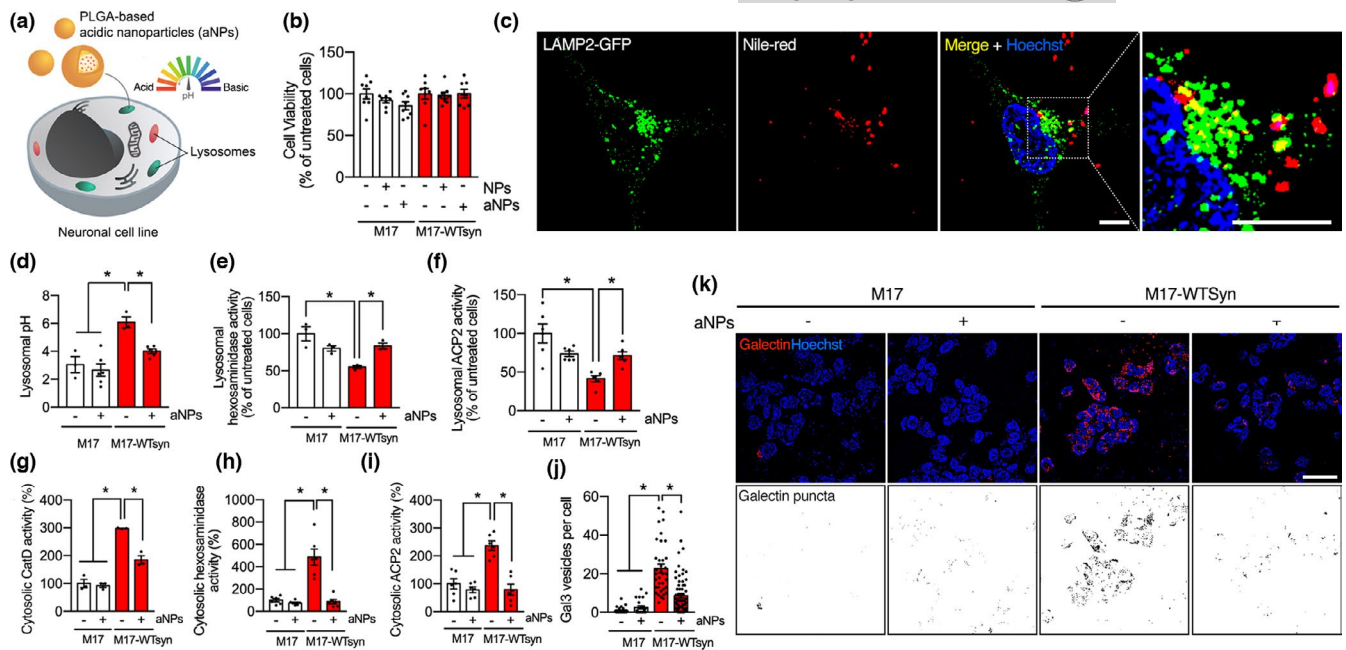 (a)
PLGA-based
acidic nanoparticles (aNPs)
Acid
pH
Basic
Lysosomes
Neuronal cell line
(b)
Cell Viability
(% of untreated cells)
150
100
50
0
- + - - + - NPs
- - + - - + aNPs
M17 M17-WTsyn
(c)
LAMP2-GFP
Nile-red
Merge + Hoechst
(d)
Lysosomal pH
8
6
4
2
0
* *
- + - + aNPs
M17 M17-WTsyn
(e)
Lysosomal
hexosaminidase activity
(% of untreated cells)
150
100
50
0
* *
- + - + aNPs
M17 M17-WTsyn
(f)
Lysosomal ACP2 activity
(% of untreated cells)
150
100
50
0
* *
- + - + aNPs
M17 M17-WTsyn
(g)
Cytosolic CatD activity (%)
400
300
200
100
0
* *
- + - + aNPs
M17 M17-WTsyn
(h)
Cytosolic hexosaminidase
activity (%)
1000
800
600
400
200
0
* *
- + - + aNPs
M17 M17-WTsyn
(i)
Cytosolic ACP2 activity (%)
400
300
200
100
0
* *
- + - + aNPs
M17 M17-WTsyn
(j)
Gal3 vesicles per cell
60
40
20
0
* *
- + - + aNPs
M17 M17-WTsyn
(k)
M17 M17-WTSyn
aNPs - + - +
GalectinHoechst
Galectin puncta